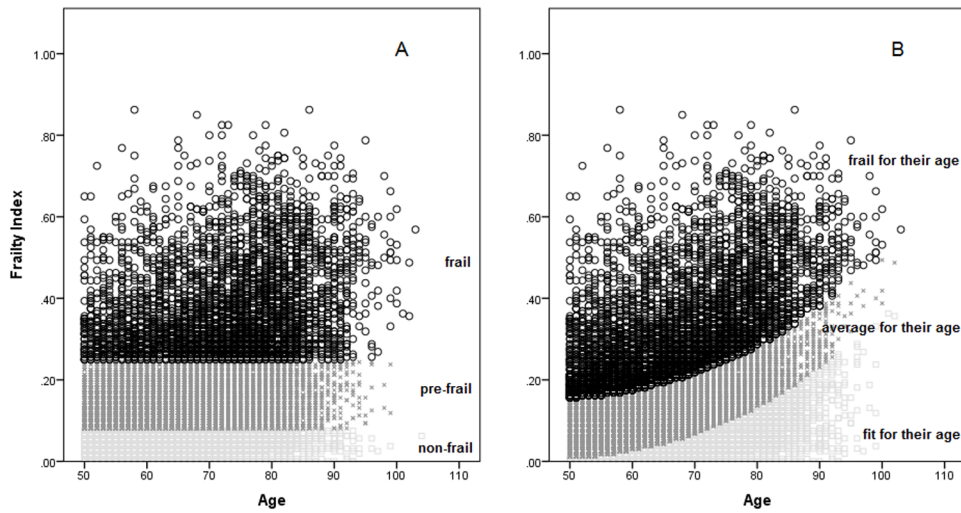 A
B
1.00
.80
.60
.40
.20
.00
Frailty Index
frail
pre-frail
non-frail
50 60 70 80 90 100 110
Age
1.00
.80
.60
.40
.20
.00
frail for their age
average for their age
fit for their age
50 60 70 80 90 100 110
Age